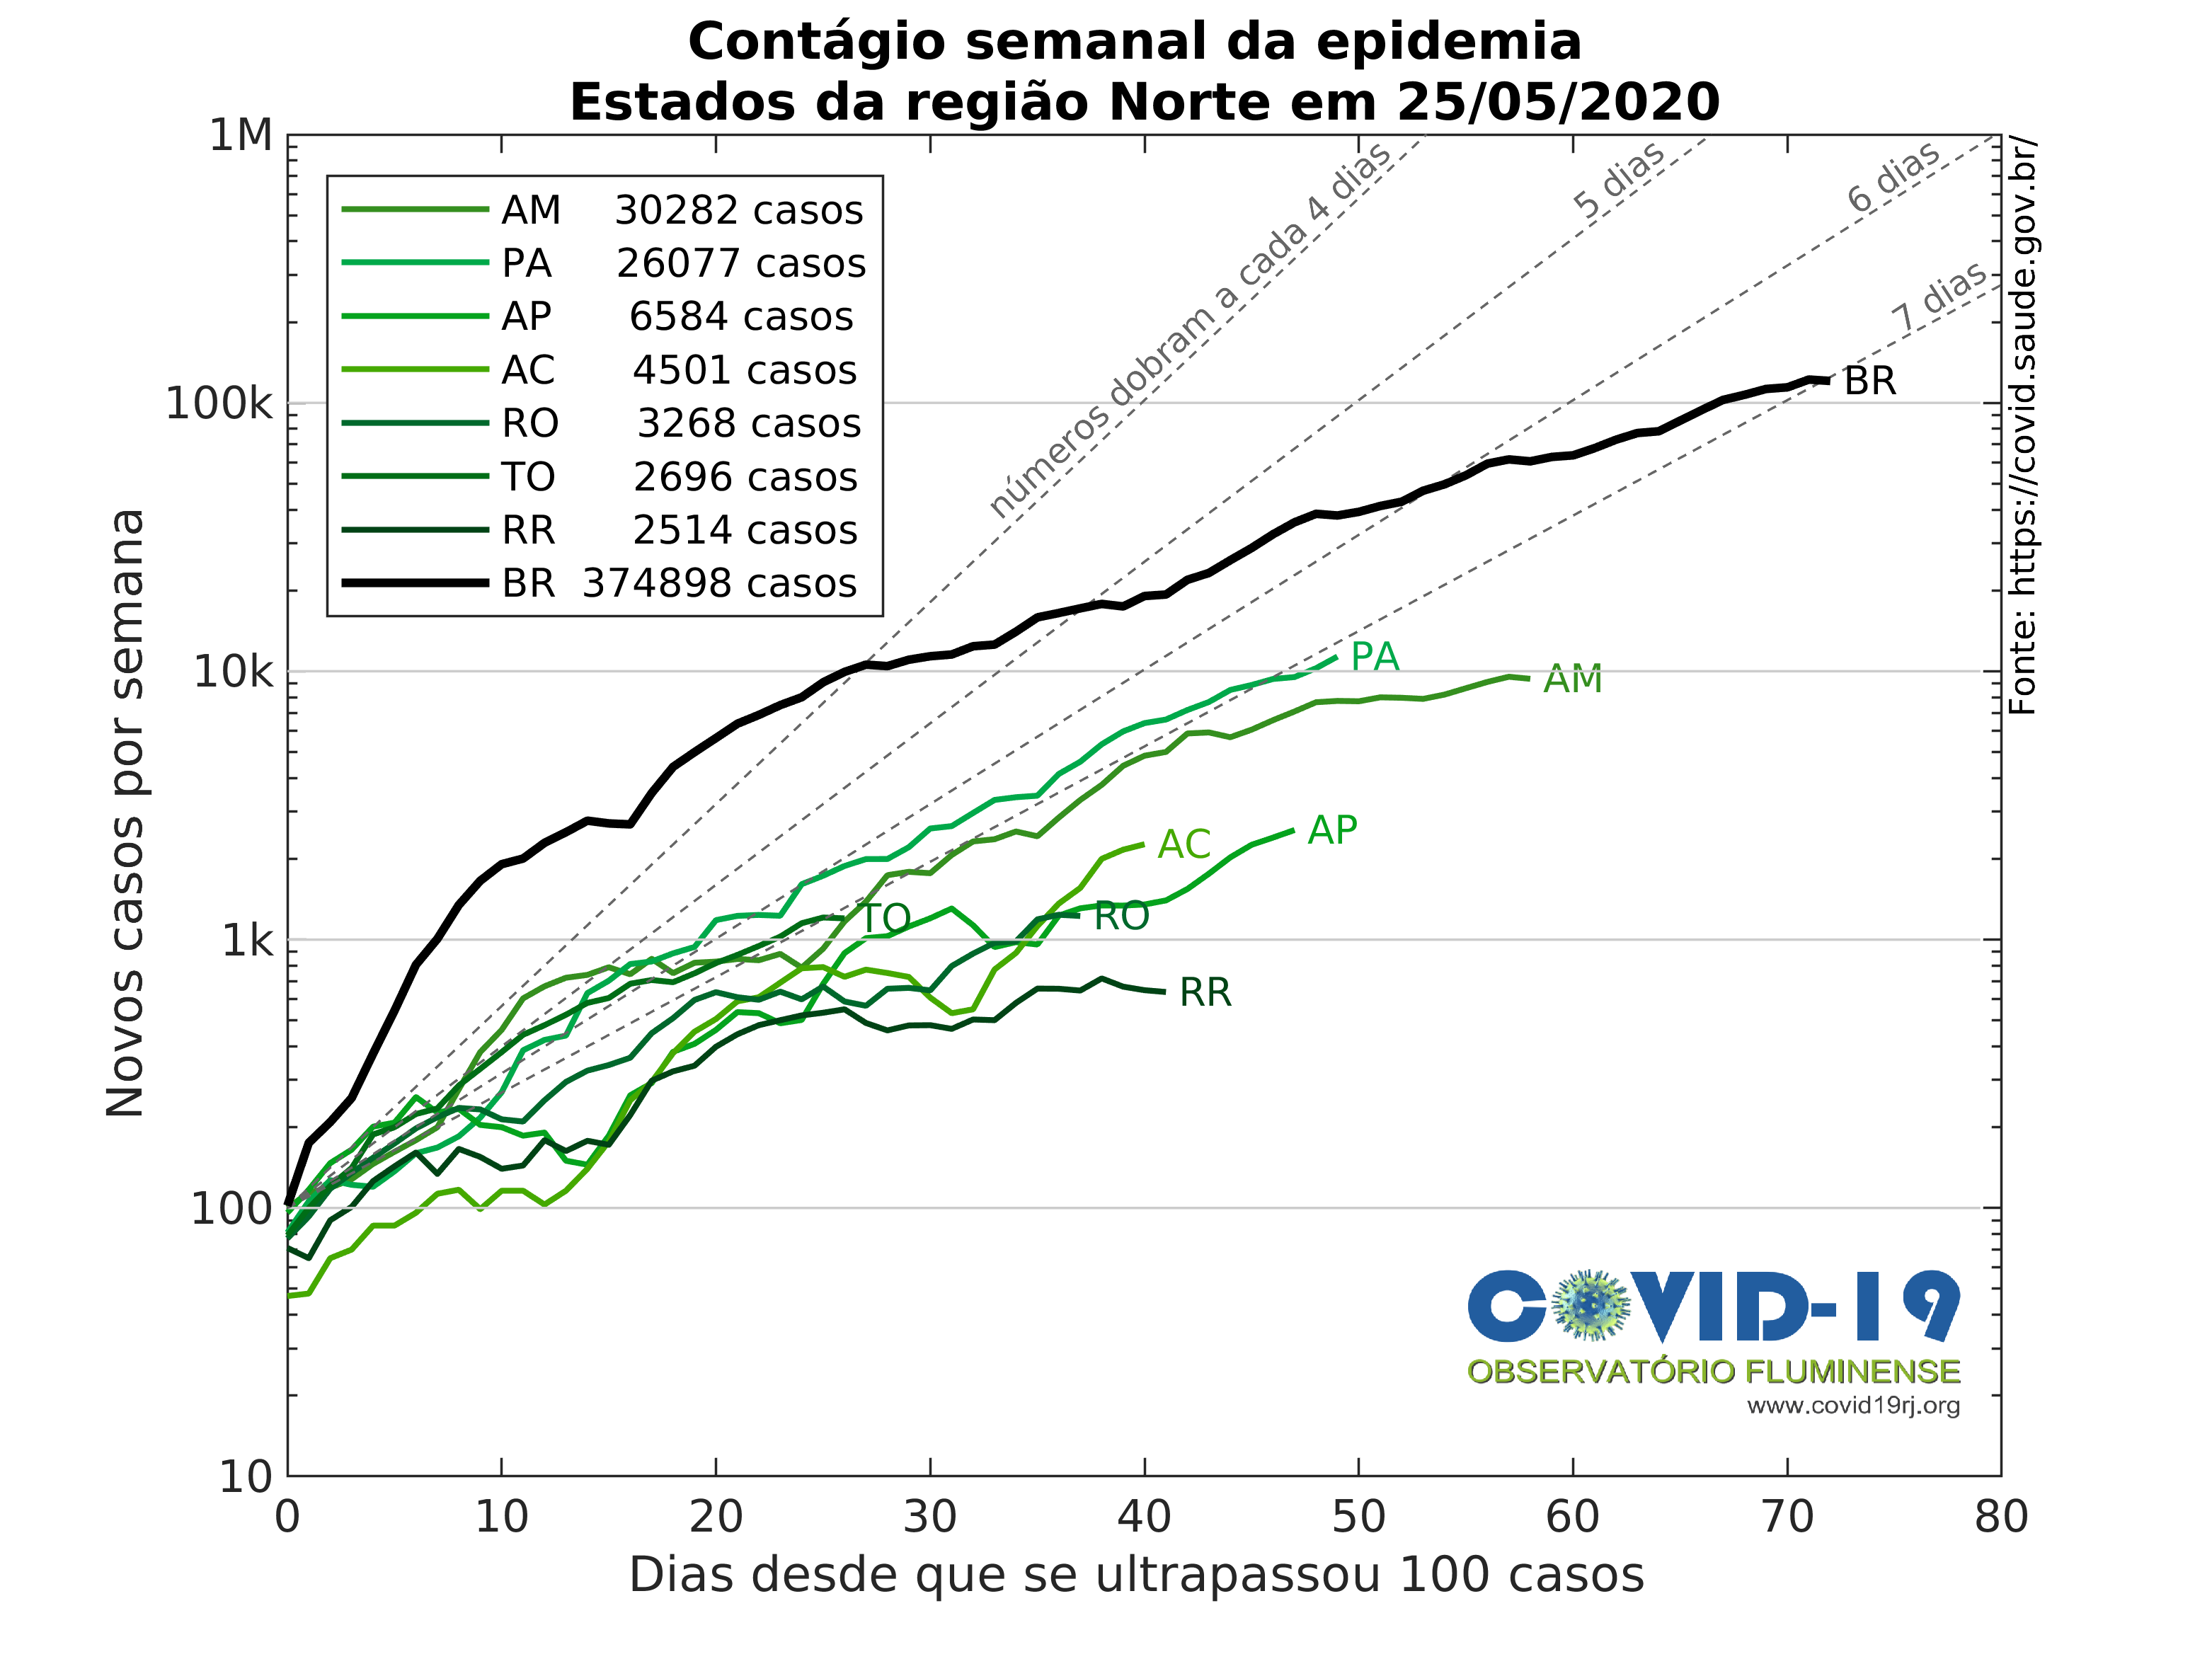 Contágio semanal da epidemia
Estados da região Norte em 25/05/2020
1M
100k
10k
1k
100
10
Novos casos por semana
AM 30282 casos
PA 26077 casos
AP 6584 casos
AC 4501 casos
RO 3268 casos
TO 2696 casos
RR 2514 casos
BR 374898 casos
números dobram a cada 4 dias
5 dias
6 dias
7 dias
BR
PA
AM
AP
AC
TO
RO
RR
Fonte: https://covid.saude.gov.br/
COVID-19
OBSERVATÓRIO FLUMINENSE
www.covid19rj.org
0 10 20 30 40 50 60 70 80
Dias desde que se ultrapassou 100 casos